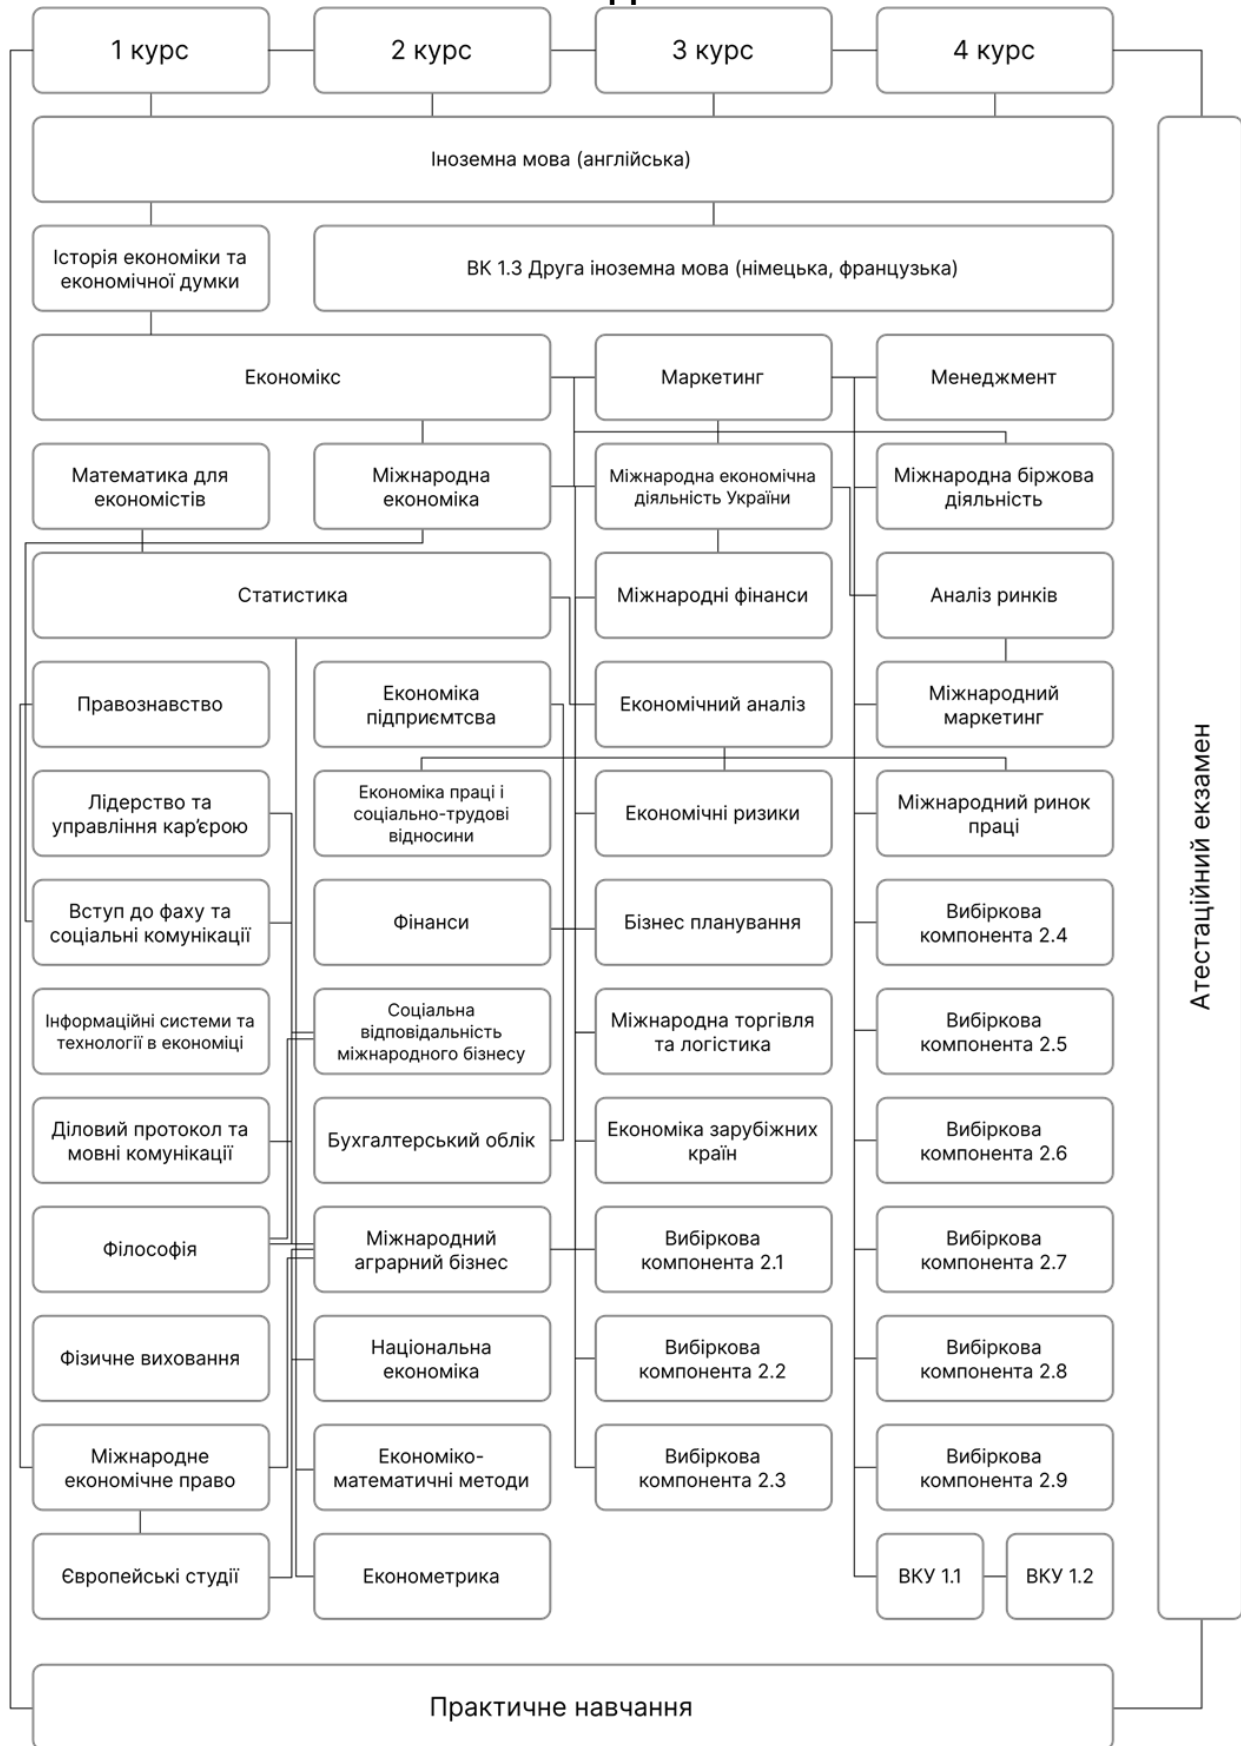 1 курс
2 курс
3 курс
4 курс
Іноземна мова (англійська)
Історія економіки та
економічної думки
ВК 1.3 Друга іноземна мова (німецька, французька)
Економікс
Маркетинг
Менеджмент
Математика для
економістів
Міжнародна
економіка
Міжнародна економічна
діяльність України
Міжнародна біржова
діяльність
Статистика
Міжнародні фінанси
Аналіз ринків
Правознавство
Економіка
підприємтсва
Економічний аналіз
Міжнародний
маркетинг
Лідерство та
управління кар’єрою
Економіка праці і
соціально-трудові
відносини
Економічні ризики
Міжнародний ринок
праці
Вступ до фаху та
соціальні комунікації
Фінанси
Бізнес планування
Вибіркова
компонента 2.4
Інформаційні системи та
технології в економіці
Соціальна
відповідальність
міжнародного бізнесу
Міжнародна торгівля
та логістика
Вибіркова
компонента 2.5
Діловий протокол та
мовні комунікації
Бухгалтерський облік
Економіка зарубіжних
країн
Вибіркова
компонента 2.6
Філософія
Міжнародний
аграрний бізнес
Вибіркова
компонента 2.1
Вибіркова
компонента 2.7
Фізичне виховання
Національна
економіка
Вибіркова
компонента 2.2
Вибіркова
компонента 2.8
Міжнародне
економічне право
Економіко-
математичні методи
Вибіркова
компонента 2.3
Вибіркова
компонента 2.9
Європейські студії
Економетрика
ВКУ 1.1
ВКУ 1.2
Атестаційний екзамен
Практичне навчання